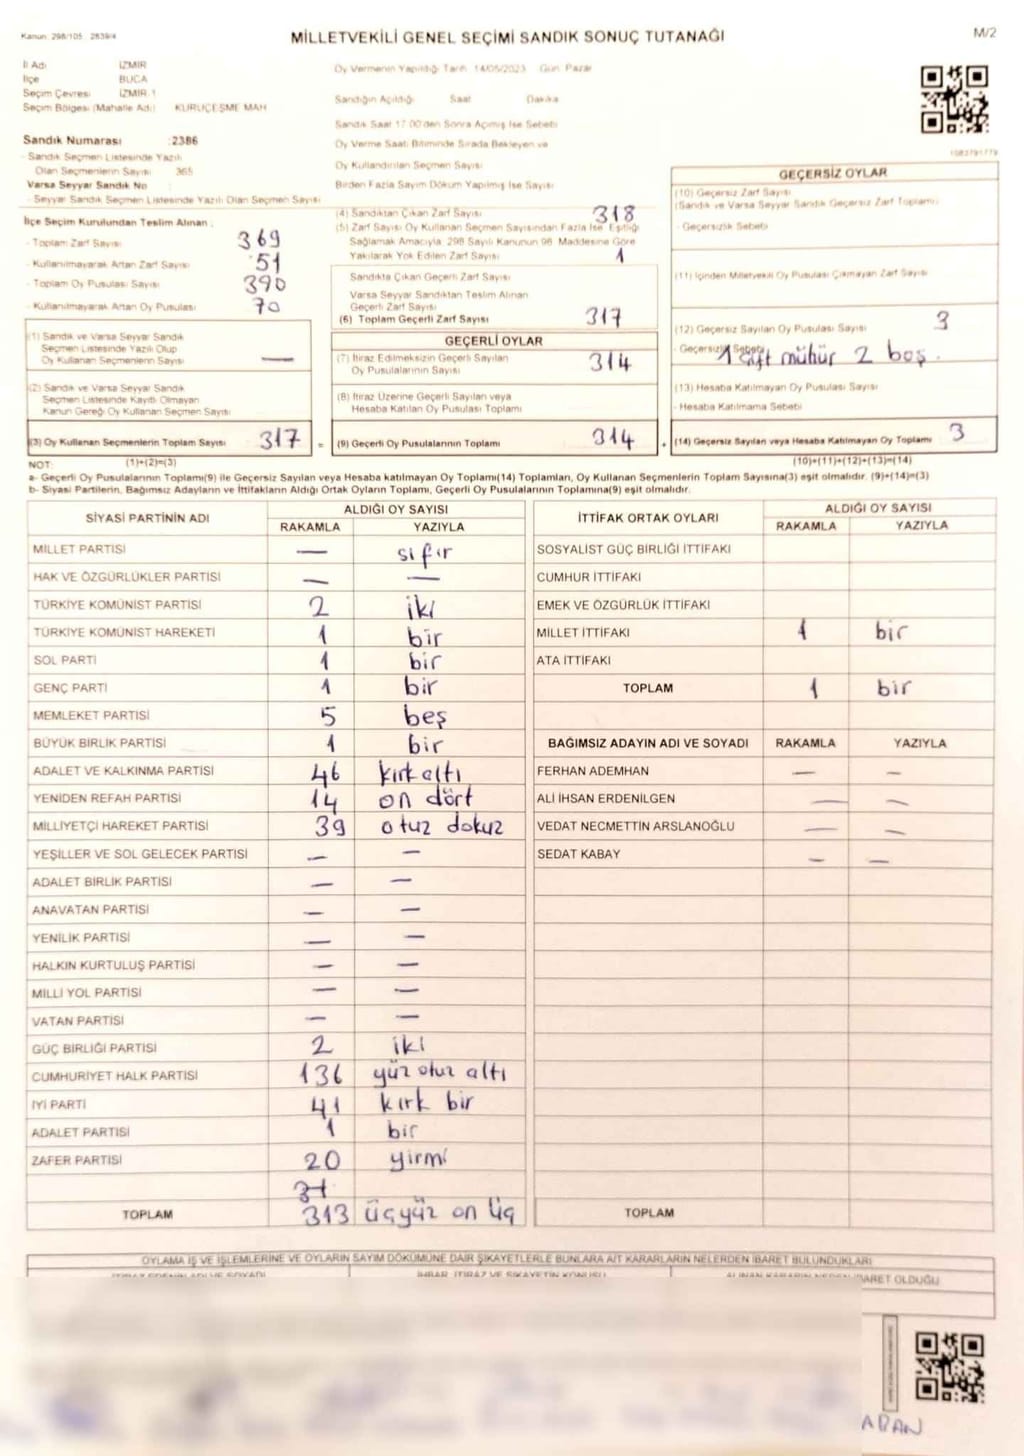 Kanun: 298/105 2839/4
MİLLETVEKİLİ GENEL SEÇİMİ SANDIK SONUÇ TUTANAĞI
M/2
İl Adı İZMİR
İlçe BUCA
Seçim Çevresi İZMİR-1
Seçim Bölgesi (Mahalle Adı) KURUÇEŞME MAH
Oy Vermenin Yapıldığı Tarih 14/05/2023 Gün: Pazar
Sandığın Açıldığı Saat Dakika
Sandık Saat 17.00'den Sonra Açılmış İse Sebebi
Oy Verme Saati Bitiminde Sırada Bekleyen ve
Oy Kullandırılan Seçmen Sayısı
Birden Fazla Sayım Döküm Yapılmış İse Sayısı
Sandık Numarası :2386
- Sandık Seçmen Listesinde Yazılı
Olan Seçmenlerin Sayısı 365
Varsa Seyyar Sandık No :
- Seyyar Sandık Seçmen Listesinde Yazılı Olan Seçmen Sayısı
İlçe Seçim Kurulundan Teslim Alınan :
- Toplam Zarf Sayısı 369
- Kullanılmayarak Artan Zarf Sayısı 51
- Toplam Oy Pusulası Sayısı 390
- Kullanılmayarak Artan Oy Pusulası 70
(1) Sandık ve Varsa Seyyar Sandık
Seçmen Listesinde Yazılı Olup
Oy Kullanan Seçmenlerin Sayısı —
(2) Sandık ve Varsa Seyyar Sandık
Seçmen Listesinde Kayıtlı Olmayan
Kanun Gereği Oy Kullanan Seçmen Sayısı
(3) Oy Kullanan Seçmenlerin Toplam Sayısı 317 =
(1)+(2)=(3)
(4) Sandıktan Çıkan Zarf Sayısı 318
(5) Zarf Sayısı Oy Kullanan Seçmen Sayısından Fazla İse Eşitliği
Sağlamak Amacıyla 298 Sayılı Kanunun 98. Maddesine Göre
Yakılarak Yok Edilen Zarf Sayısı 1
Sandıkta Çıkan Geçerli Zarf Sayısı
Varsa Seyyar Sandıktan Teslim Alınan
Geçerli Zarf Sayısı
(6) Toplam Geçerli Zarf Sayısı 317
GEÇERLİ OYLAR
(7) İtiraz Edilmeksizin Geçerli Sayılan
Oy Pusulalarının Sayısı 314
(8) İtiraz Üzerine Geçerli Sayılan veya
Hesaba Katılan Oy Pusulası Toplamı
(9) Geçerli Oy Pusulalarının Toplamı 314 +
GEÇERSİZ OYLAR
(10) Geçersiz Zarf Sayısı
(Sandık ve Varsa Seyyar Sandık Geçersiz Zarf Toplamı)
- Geçersizlik Sebebi
(11) İçinden Milletvekili Oy Pusulası Çıkmayan Zarf Sayısı
(12) Geçersiz Sayılan Oy Pusulası Sayısı 3
- Geçersizlik Sebebi 1 çift mühür 2 boş.
(13) Hesaba Katılmayan Oy Pusulası Sayısı
- Hesaba Katılmama Sebebi
(14) Geçersiz Sayılan veya Hesaba Katılmayan Oy Toplamı 3
(10)+(11)+(12)+(13)=(14)
NOT:
a- Geçerli Oy Pusulalarının Toplamı(9) ile Geçersiz Sayılan veya Hesaba katılmayan Oy Toplamı(14) Toplamları, Oy Kullanan Seçmenlerin Toplam Sayısına(3) eşit olmalıdır. (9)+(14)=(3)
b- Siyasi Partilerin, Bağımsız Adayların ve İttifakların Aldığı Ortak Oyların Toplamı, Geçerli Oy Pusulalarının Toplamına(9) eşit olmalıdır.
SİYASİ PARTİNİN ADI ALDIĞI OY SAYISI
RAKAMLA YAZIYLA
MİLLET PARTİSİ — sıfır
HAK VE ÖZGÜRLÜKLER PARTİSİ — —
TÜRKİYE KOMÜNİST PARTİSİ 2 iki
TÜRKİYE KOMÜNİST HAREKETİ 1 bir
SOL PARTİ 1 bir
GENÇ PARTİ 1 bir
MEMLEKET PARTİSİ 5 beş
BÜYÜK BİRLİK PARTİSİ 1 bir
ADALET VE KALKINMA PARTİSİ 46 kırk altı
YENİDEN REFAH PARTİSİ 14 on dört
MİLLİYETÇİ HAREKET PARTİSİ 39 otuz dokuz
YEŞİLLER VE SOL GELECEK PARTİSİ — —
ADALET BİRLİK PARTİSİ — —
ANAVATAN PARTİSİ — —
YENİLİK PARTİSİ — —
HALKIN KURTULUŞ PARTİSİ — —
MİLLİ YOL PARTİSİ — —
VATAN PARTİSİ — —
GÜÇ BİRLİĞİ PARTİSİ 2 iki
CUMHURİYET HALK PARTİSİ 136 yüz otuz altı
İYİ PARTİ 41 kırk bir
ADALET PARTİSİ 1 bir
ZAFER PARTİSİ 20 yirmi
TOPLAM 313 üçyüz on üç
İTTİFAK ORTAK OYLARI ALDIĞI OY SAYISI
RAKAMLA YAZIYLA
SOSYALİST GÜÇ BİRLİĞİ İTTİFAKI
CUMHUR İTTİFAKI
EMEK VE ÖZGÜRLÜK İTTİFAKI
MİLLET İTTİFAKI 1 bir
ATA İTTİFAKI
TOPLAM 1 bir
BAĞIMSIZ ADAYIN ADI VE SOYADI RAKAMLA YAZIYLA
FERHAN ADEMHAN — —
ALİ İHSAN ERDENİLGEN — —
VEDAT NECMETTİN ARSLANOĞLU — —
SEDAT KABAY — —
TOPLAM
OYLAMA İŞ VE İŞLEMLERİNE VE OYLARIN SAYIM DÖKÜMÜNE DAİR ŞİKAYETLERLE BUNLARA AİT KARARLARIN NELERDEN İBARET BULUNDUKLARI